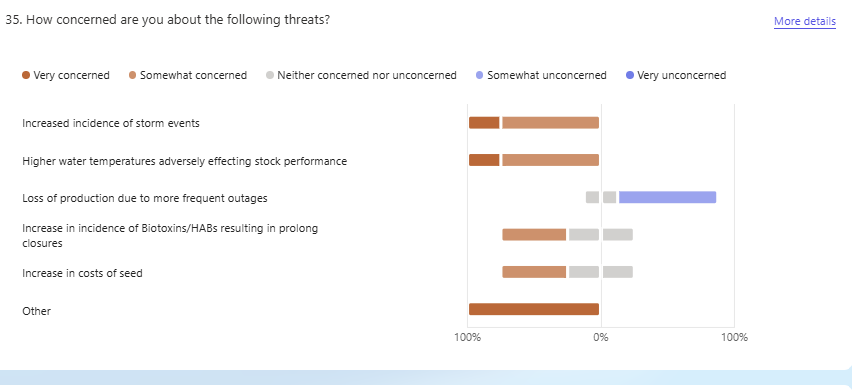 35. How concerned are you about the following threats?
More details
Very concerned
Somewhat concerned
Neither concerned nor unconcerned
Somewhat unconcerned
Very unconcerned
Increased incidence of storm events
Higher water temperatures adversely effecting stock performance
Loss of production due to more frequent outages
Increase in incidence of Biotoxins/HABs resulting in prolong
closures
Increase in costs of seed
Other
100%
0%
100%